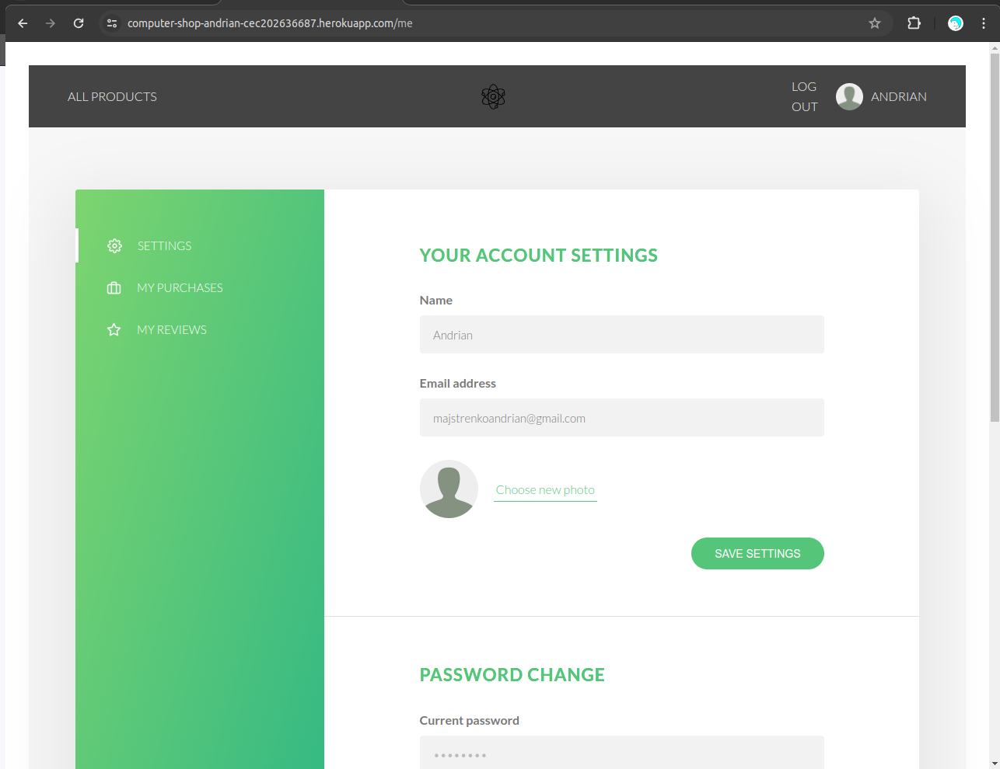 computer-shop-andrian-cec202636687.herokuapp.com/me
ALL PRODUCTS
LOG
OUT
ANDRIAN
SETTINGS
MY PURCHASES
MY REVIEWS
YOUR ACCOUNT SETTINGS
Name
Andrian
Email address
majstrenkoandrian@gmail.com
Choose new photo
SAVE SETTINGS
PASSWORD CHANGE
Current password
••••••••